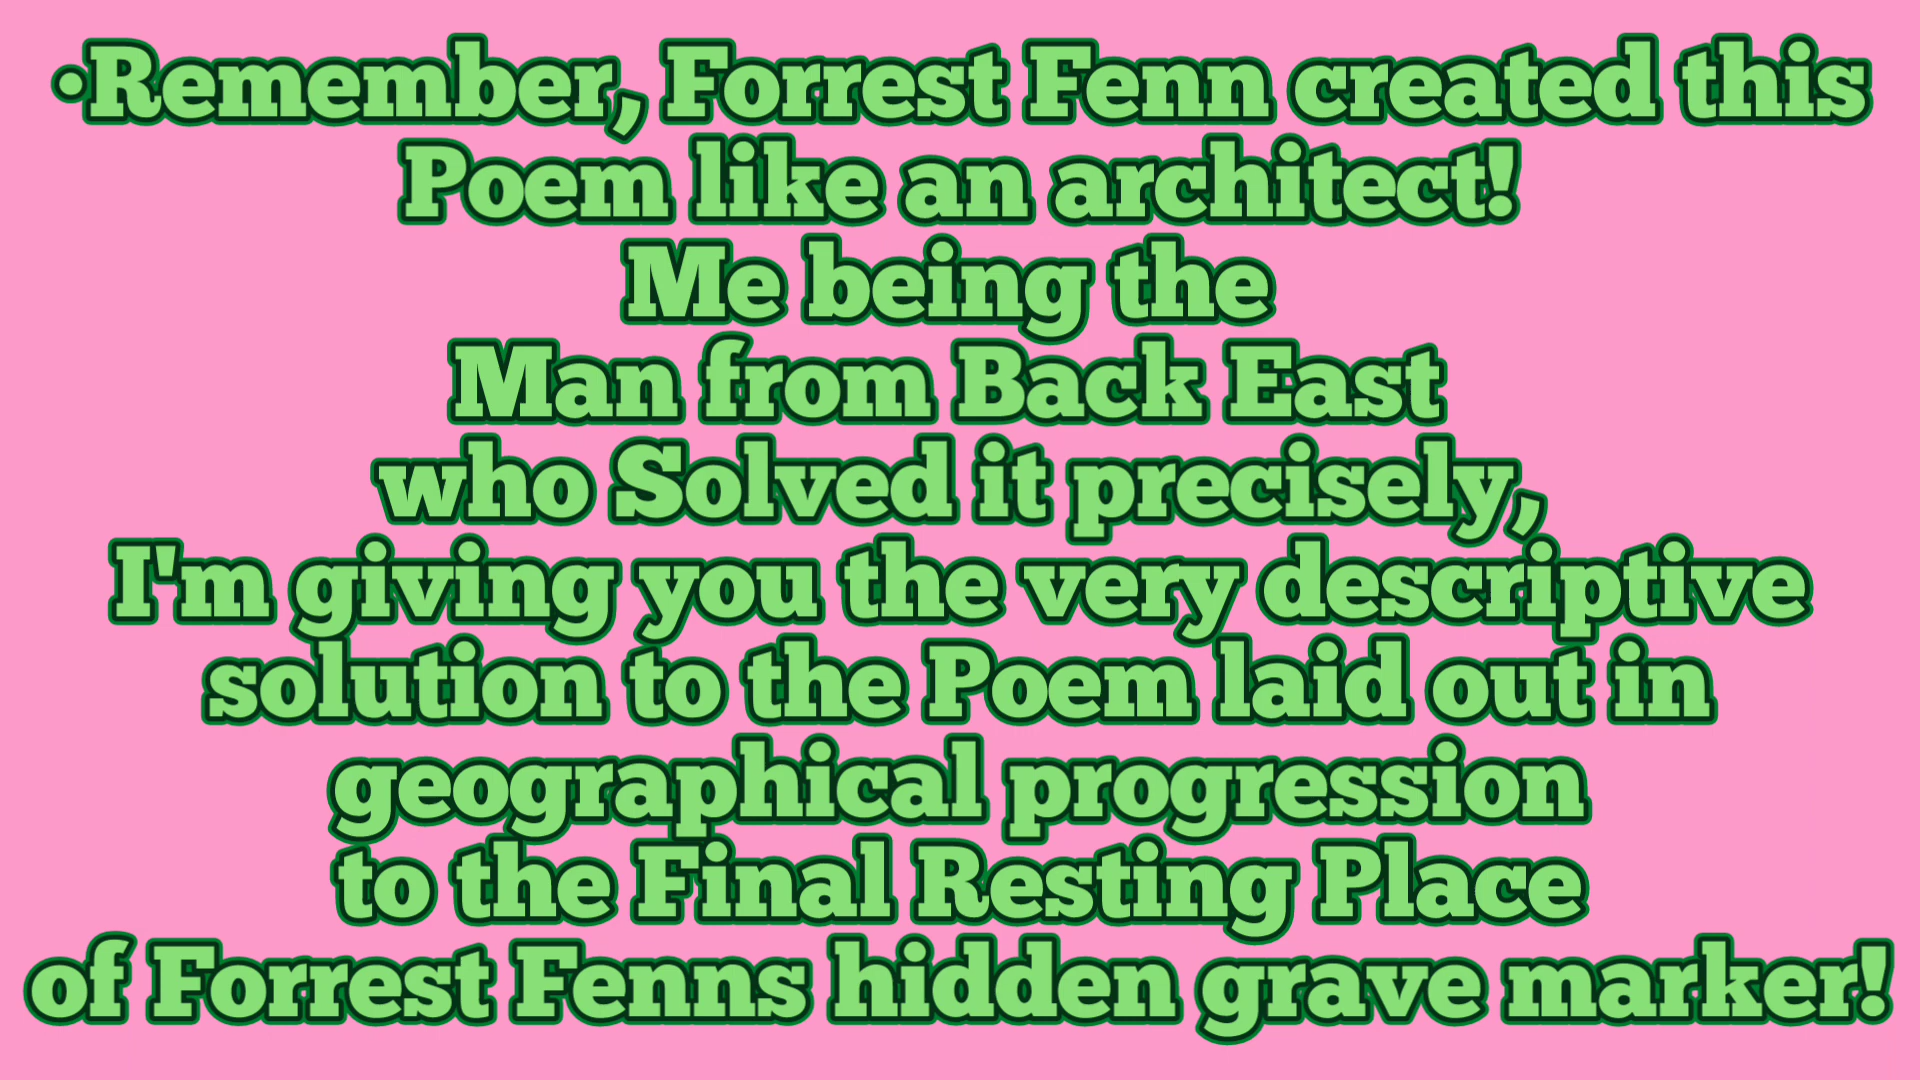 •Remember, Forrest Fenn created this
Poem like an architect!
Me being the
Man from Back East
who Solved it precisely,
I'm giving you the very descriptive
solution to the Poem laid out in
geographical progression
to the Final Resting Place
of Forrest Fenns hidden grave marker!